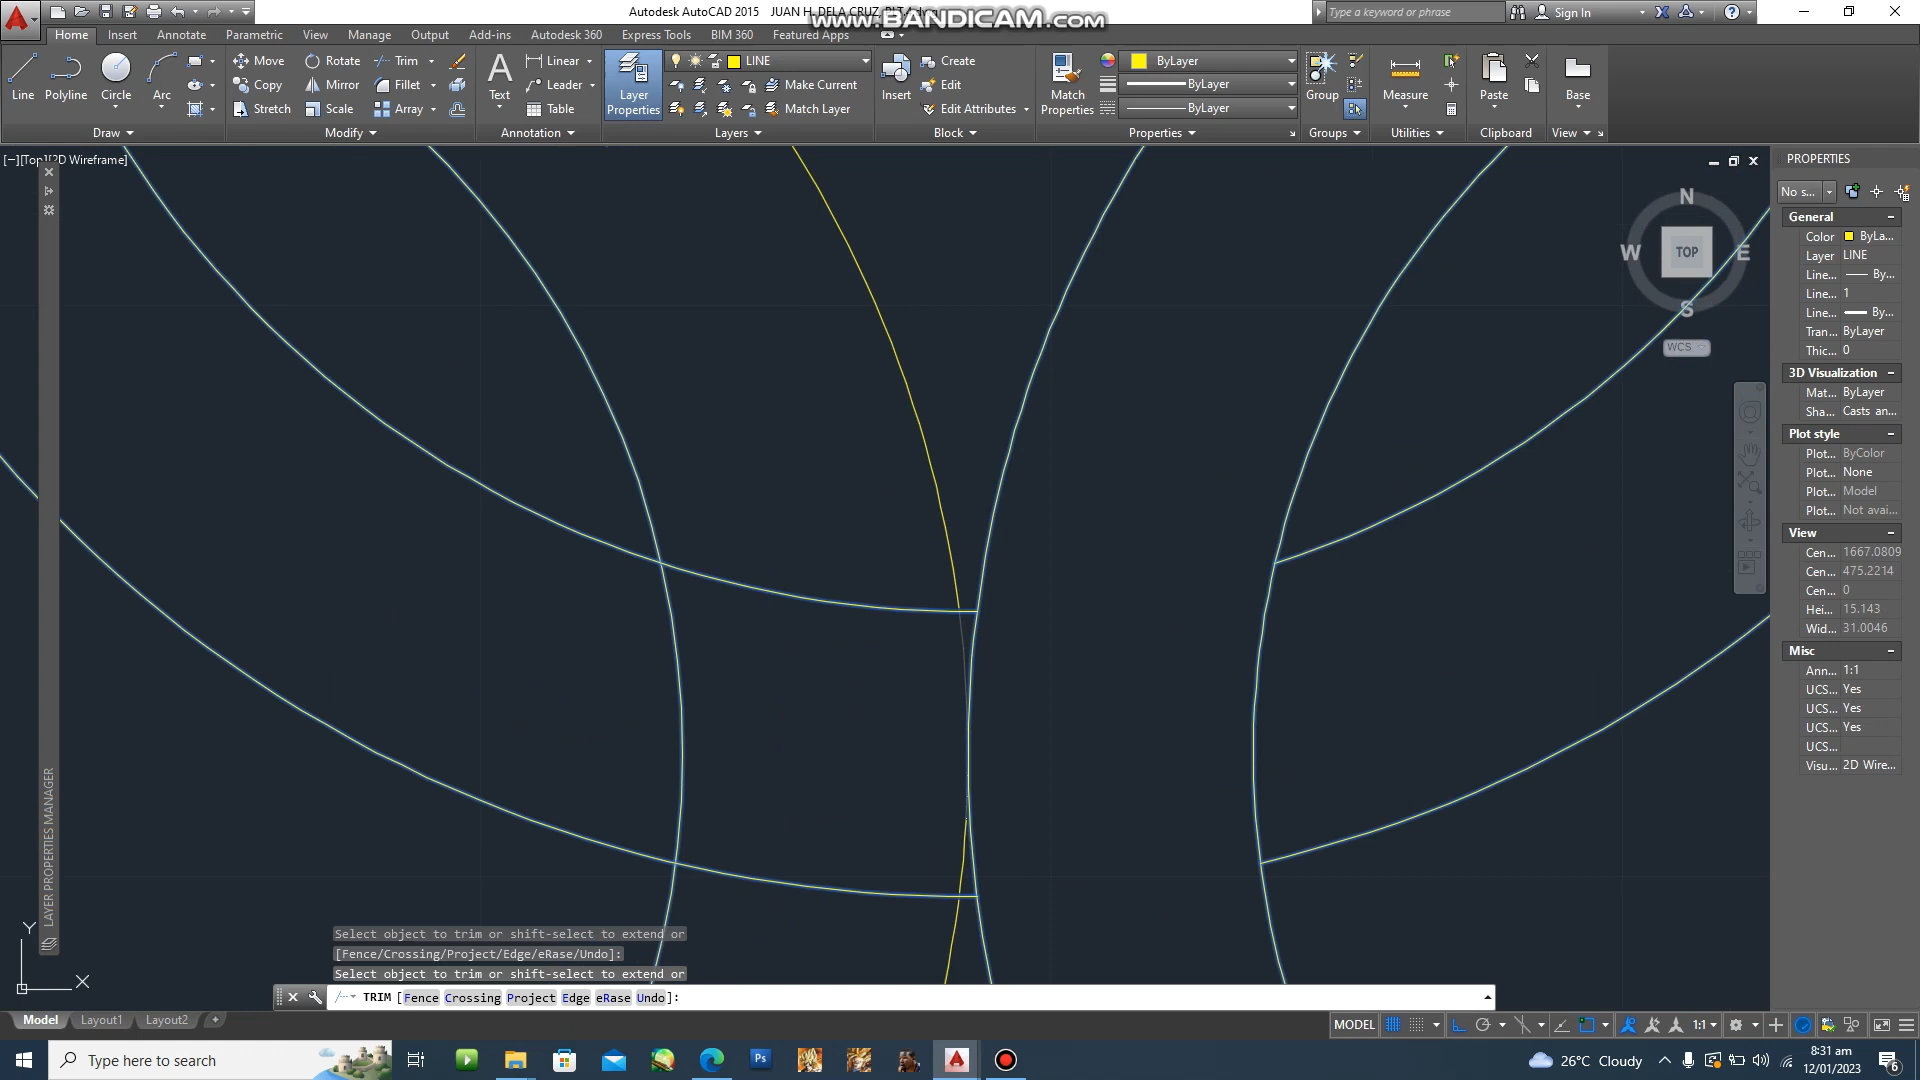 Autodesk AutoCAD 2015 JUAN H. DELA CRUZ
www.BANDICAM.com
Type a keyword or phrase
Sign In
Home Insert Annotate Parametric View Manage Output Add-ins Autodesk 360 Express Tools BIM 360 Featured Apps
Line Polyline Circle Arc
Move Rotate Trim
Copy Mirror Fillet
Stretch Scale Array
Text Linear
Leader
Table
Layer Properties
LINE
Make Current
Match Layer
Insert Create
Edit
Edit Attributes
Match Properties
ByLayer
ByLayer
ByLayer
Group Measure Paste Base
Draw Modify Annotation Layers Block Properties Groups Utilities Clipboard View
[−][Top][2D Wireframe]
N
W TOP E
S
WCS
LAYER PROPERTIES MANAGER
Y
X
PROPERTIES
No s...
General
Color ByLa...
Layer LINE
Line... By...
Line... 1
Line... By...
Tran... ByLayer
Thic... 0
3D Visualization
Mat... ByLayer
Sha... Casts an...
Plot style
Plot... ByColor
Plot... None
Plot... Model
Plot... Not avai...
View
Cen... 1667.0809
Cen... 475.2214
Cen... 0
Hei... 15.143
Wid... 31.0046
Misc
Ann... 1:1
UCS... Yes
UCS... Yes
UCS... Yes
UCS...
Visu... 2D Wire...
Select object to trim or shift-select to extend or
[Fence/Crossing/Project/Edge/eRase/Undo]:
Select object to trim or shift-select to extend or
TRIM [Fence Crossing Project Edge eRase Undo]:
Model Layout1 Layout2 +
MODEL 1:1
Type here to search
Ps
26°C Cloudy
8:31 am
12/01/2023
6